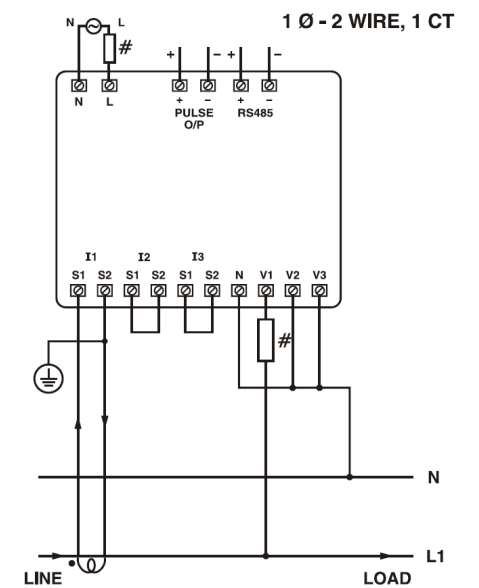 1 Ø - 2 WIRE, 1 CT
N L
#
+ - + -
N L + - + -
PULSE RS485
O/P
I1 I2 I3
S1 S2 S1 S2 S1 S2 N V1 V2 V3
#
N
L1
LINE LOAD